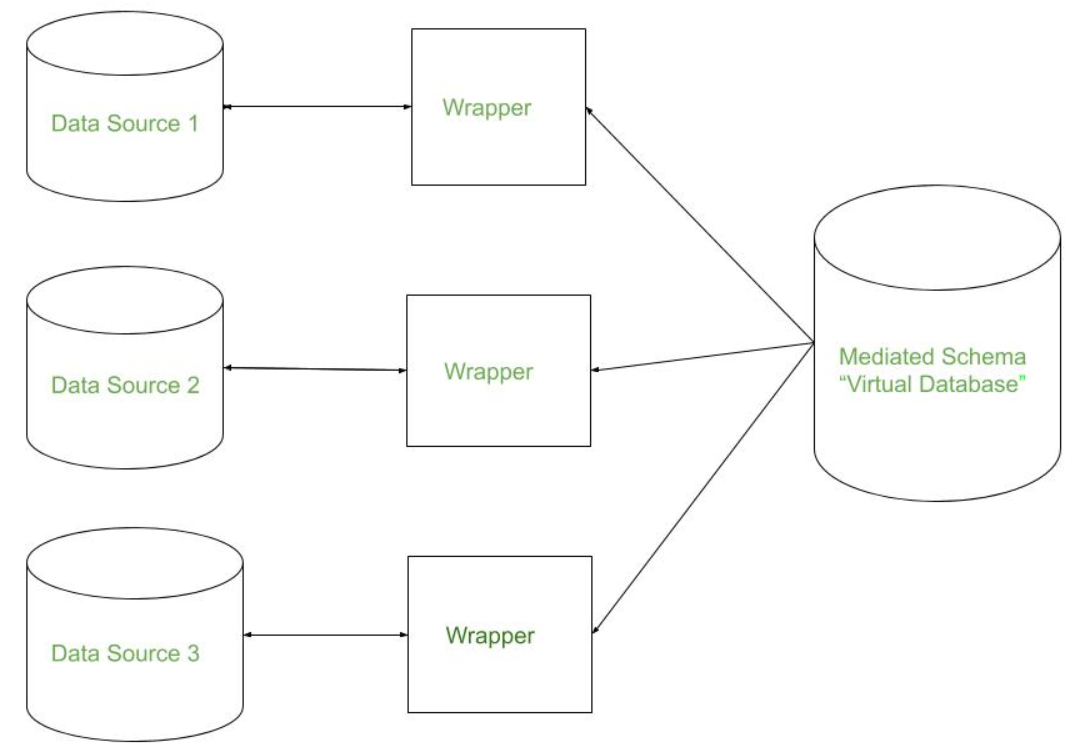 Data Source 1
Wrapper
Data Source 2
Wrapper
Mediated Schema
“Virtual Database”
Data Source 3
Wrapper